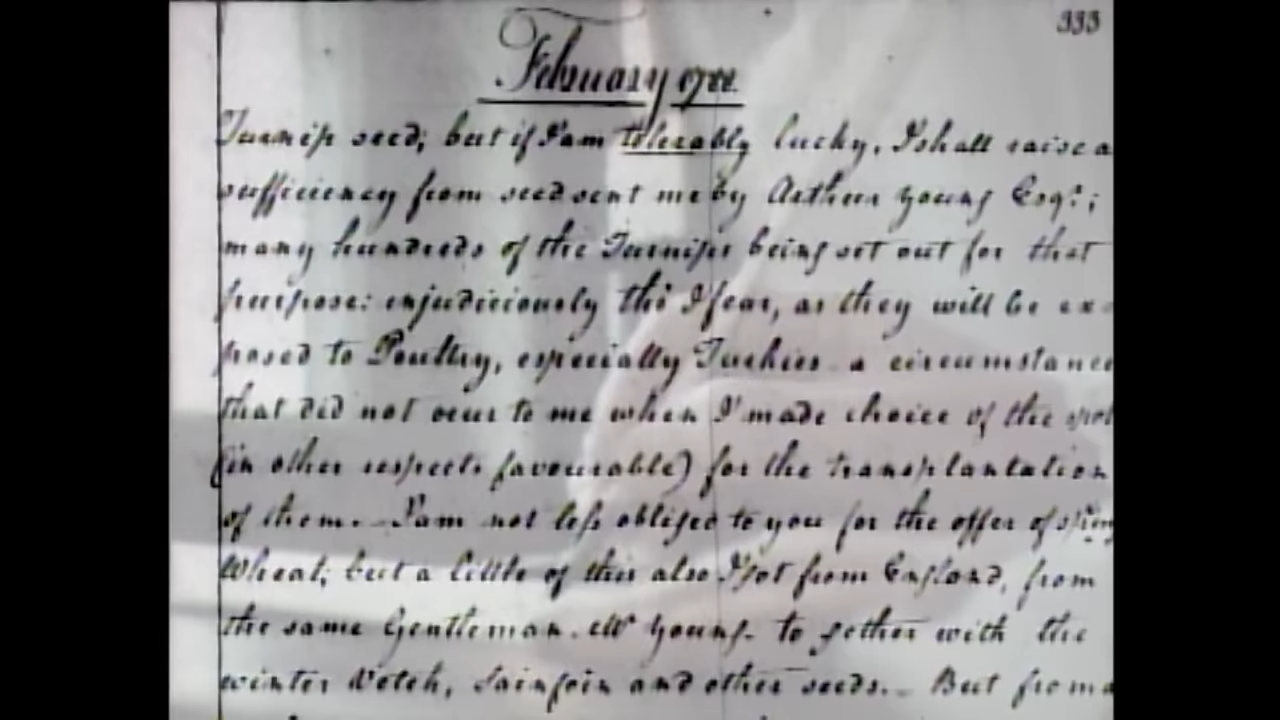 333
February 1788.
Turnip seed; but if I am tolerably lucky, I shall raise a
sufficiency from seed sent me by Arthur Young Esqr.;
many hundreds of the Turnips being set out for that
purpose: injudiciously tho' I fear, as they will be ex-
posed to Poultry, especially Turkies a circumstance
that did not occur to me when I made choice of the spot
(in other respects favourable) for the transplantation
of them. - I am not less obliged to you for the offer of spring
Wheat; but a little of this also I got from England, from
the same Gentleman. Mr Young. to gether with the
winter Vetch, Sainfoin and other seeds. - But from a